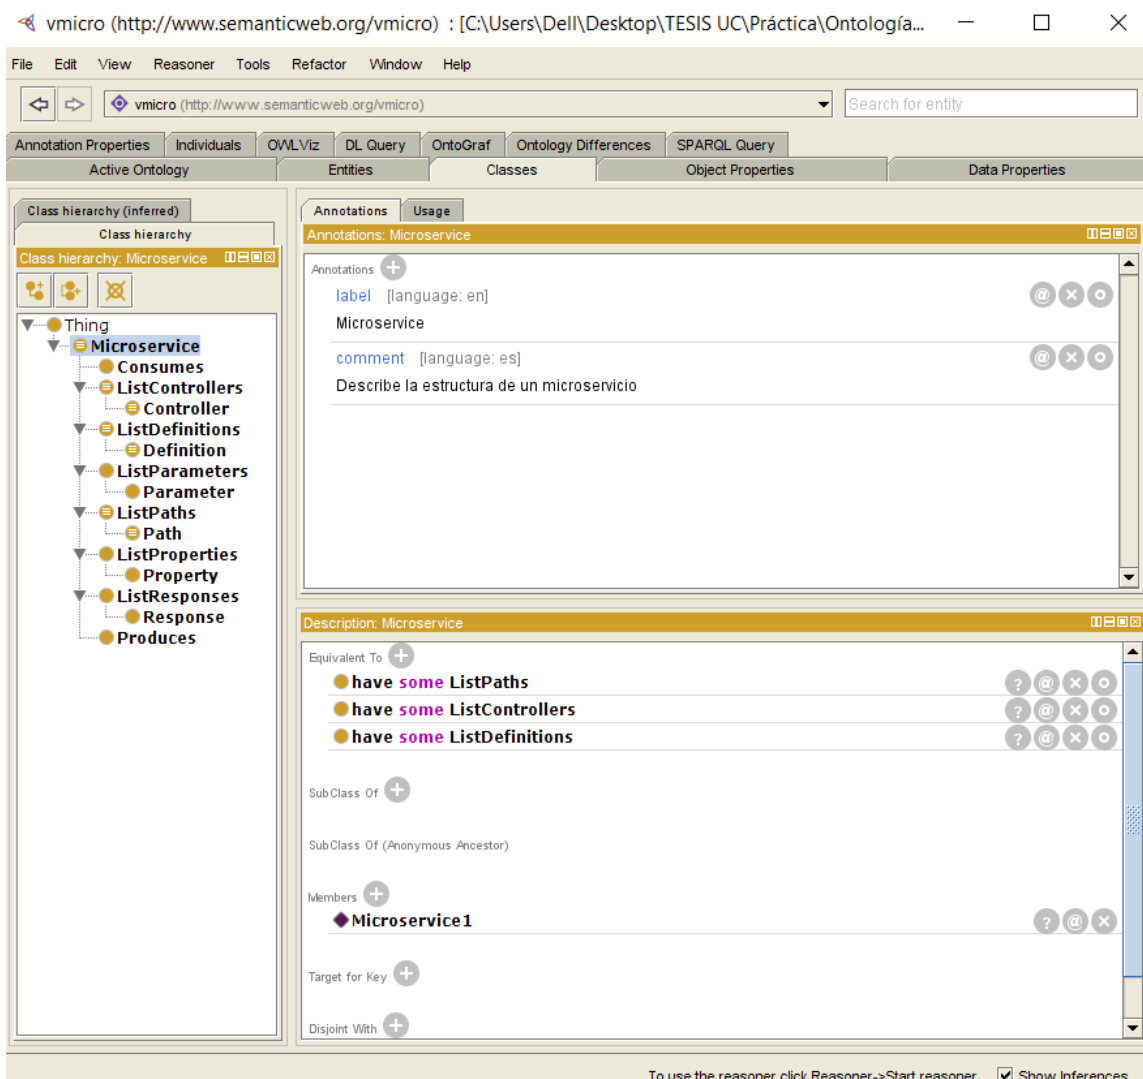 vmicro (http://www.semanticweb.org/vmicro) : [C:\Users\Dell\Desktop\TESIS UC\Práctica\Ontología...
File Edit View Reasoner Tools Refactor Window Help
vmicro (http://www.semanticweb.org/vmicro)
Search for entity
Annotation Properties Individuals OWLViz DL Query OntoGraf Ontology Differences SPARQL Query
Active Ontology Entities Classes Object Properties Data Properties
Class hierarchy (inferred)
Class hierarchy
Class hierarchy: Microservice
Thing
Microservice
Consumes
ListControllers
Controller
ListDefinitions
Definition
ListParameters
Parameter
ListPaths
Path
ListProperties
Property
ListResponses
Response
Produces
Annotations Usage
Annotations: Microservice
Annotations
label [language: en]
Microservice
comment [language: es]
Describe la estructura de un microservicio
Description: Microservice
Equivalent To
have some ListPaths
have some ListControllers
have some ListDefinitions
SubClass Of
SubClass Of (Anonymous Ancestor)
Members
Microservice1
Target for Key
Disjoint With
To use the reasoner click Reasoner->Start reasoner Show Inferences